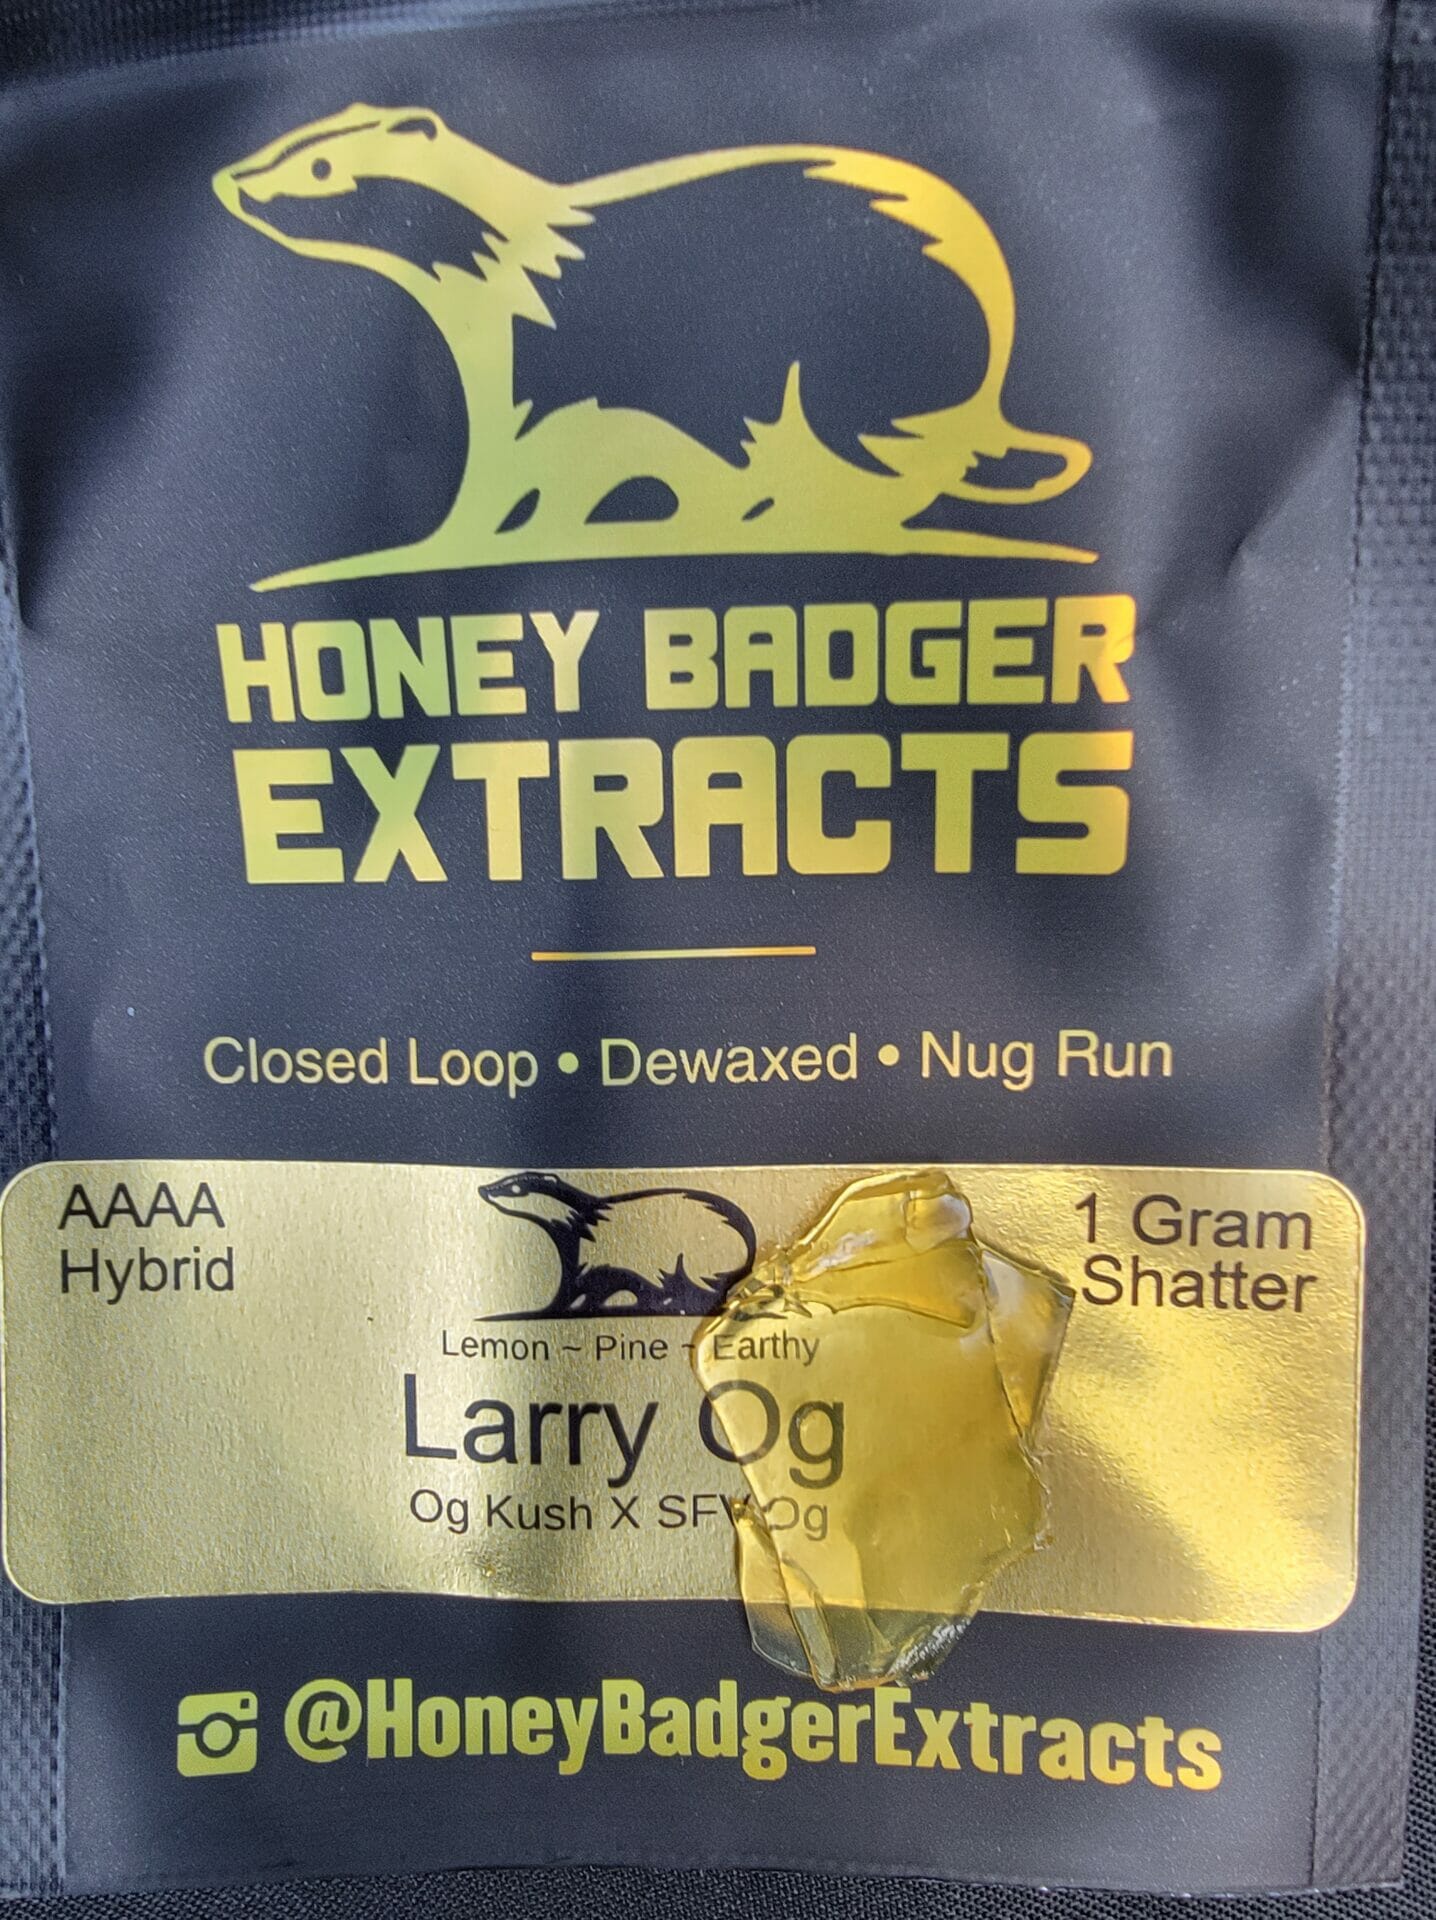 HONEY BADGER
EXTRACTS
Closed Loop • Dewaxed • Nug Run
AAAA
Hybrid
1 Gram
Shatter
Lemon ~ Pine ~ Earthy
Larry Og
Og Kush X SFV Og
@HoneyBadgerExtracts